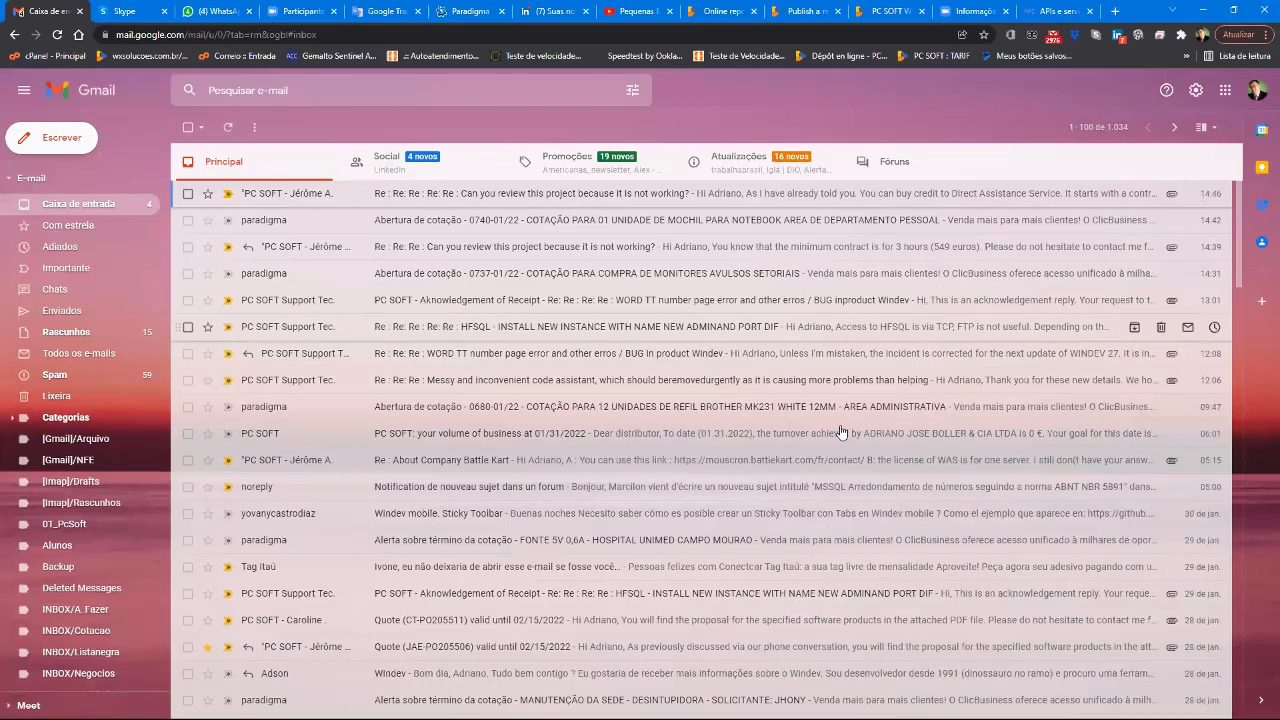 Caixa de en
Skype
(4) WhatsA
Participante
Google Tra
Paradigma
(7) Suas no
Pequenas E
Online repo
Publish a re
PC SOFT W
Informaçõe
APIs e serv
mail.google.com/mail/u/0/?tab=rm&ogbl#inbox
2976
7
Atualizar
cPanel - Principal
wxsolucoes.com.br/...
Correio :: Entrada
Gemalto Sentinel A...
:: Autoatendimento...
Teste de velocidade...
Speedtest by Ookla...
Teste de Velocidade...
Dépôt en ligne - PC...
PC SOFT : TARIF
Meus botões salvos...
Lista de leitura
Gmail
Pesquisar e-mail
Escrever
1-100 de 1.034
Principal
Social 4 novos
LinkedIn
Promoções 19 novos
Americanas, newsletter, Alex - ...
Atualizações 16 novos
trabalhabrasil, Iglá | DIO, Alerta...
Fóruns
E-mail
Caixa de entrada 4
Com estrela
Adiados
Importante
Chats
Enviados
Rascunhos 15
Todos os e-mails
Spam 59
Lixeira
Categorias
[Gmail]/Arquivo
[Gmail]/NFE
[Imap]/Drafts
[Imap]/Rascunhos
01_PcSoft
Alunos
Backup
Deleted Messages
INBOX/A_Fazer
INBOX/Cotacao
INBOX/Listanegra
INBOX/Negocios
Meet
"PC SOFT - Jérôme A. Re : Re : Re : Re : Can you review this project because it is not working? - Hi Adriano, As I have already told you. You can buy credit to Direct Assistance Service. It starts with a contr... 14:46
paradigma Abertura de cotação - 0740-01/22 - COTAÇÃO PARA 01 UNIDADE DE MOCHIL PARA NOTEBOOK AREA DE DEPARTAMENTO PESSOAL - Venda mais para mais clientes! O ClicBusiness ... 14:42
"PC SOFT - Jérôme ... Re : Re : Re : Can you review this project because it is not working? - Hi Adriano, You know that the minimum contract is for 3 hours (549 euros). Please do not hesitate to contact me f... 14:39
paradigma Abertura de cotação - 0737-01/22 - COTAÇÃO PARA COMPRA DE MONITORES AVULSOS SETORIAIS - Venda mais para mais clientes! O ClicBusiness oferece acesso unificado à milha... 14:31
PC SOFT Support Tec. PC SOFT - Aknowledgement of Receipt - Re : Re : Re : WORD TT number page error and other erros / BUG inproduct Windev - Hi, This is an acknowledgement reply. Your request to t... 13:01
PC SOFT Support Tec. Re : Re : Re : HFSQL - INSTALL NEW INSTANCE WITH NAME NEW ADMINAND PORT DIF - Hi Adriano, Access to HFSQL is via TCP, FTP is not useful. Depending on th...
PC SOFT Support T... Re : Re : Re : WORD TT number page error and other erros / BUG In product Windev - Hi Adriano, Unless I'm mistaken, the incident is corrected for the next update of WINDEV 27. It is in... 12:08
PC SOFT Support Tec. Re : Re : Re : Messy and inconvenient code assistant, which should beremovedurgently as it is causing more problems than helping - Hi Adriano, Thank you for these new details. We ho... 12:06
paradigma Abertura de cotação - 0680-01/22 - COTAÇÃO PARA 12 UNIDADES DE REFIL BROTHER MK231 WHITE 12MM - AREA ADMINISTRATIVA - Venda mais para mais clientes! O ClicBusines... 09:47
PC SOFT PC SOFT: your volume of business at 01/31/2022 - Dear distributor, To date (01.31.2022), the turnover achieved by ADRIANO JOSE BOLLER & CIA LTDA is 0 €. Your goal for this date is... 06:01
"PC SOFT - Jérôme A. Re : About Company Battle Kart - Hi Adriano, A : You can use this link : https://mouscron.battlekart.com/fr/contact/ B: the license of WAS is for one server. I still don(t have your answ... 05:15
noreply Notification de nouveau sujet dans un forum - Bonjour, Marcilon vient d'écrire un nouveau sujet intitulé "MSSQL Arredondamento de números seguindo a norma ABNT NBR 5891" dans... 05:00
yovanycastrodiaz Windev mobile. Sticky Toolbar - Buenas noches Necesito saber cómo es posible crear un Sticky Toolbar con Tabs en Windev mobile ? Como el ejemplo que aparece en: https://github.... 30 de jan.
paradigma Alerta sobre término da cotação - FONTE 5V 0,6A - HOSPITAL UNIMED CAMPO MOURAO - Venda mais para mais clientes! O ClicBusiness oferece acesso unificado à milhares de opor... 29 de jan.
Tag itaú Ivone, eu não deixaria de abrir esse e-mail se fosse você... - Pessoas felizes com Conectcar Tag Itaú: a sua tag livre de mensalidade Aproveite! Peça agora seu adesivo pagando com ... 29 de jan.
PC SOFT Support Tec. PC SOFT - Aknowledgement of Receipt - Re : Re : Re : HFSQL - INSTALL NEW INSTANCE WITH NAME NEW ADMINAND PORT DIF - Hi, This is an acknowledgement reply. Your reque... 29 de jan.
PC SOFT - Caroline . Quote (CT-PO205511) valid until 02/15/2022 - Hi Adriano, You will find the proposal for the specified software products in the attached PDF file. Please do not hesitate to contact me ... 28 de jan.
"PC SOFT - Jérôme ... Quote (JAE-PO205506) valid until 02/15/2022 - Hi Adriano, As previously discussed via our phone conversation, you will find the proposal for the specified software products in the att... 28 de jan.
Adson Windev - Bom dia, Adriano. Tudo bem contigo ? Eu gostaria de receber mais informações sobre o Windev. Sou desenvolvedor desde 1991 (dinossauro no ramo) e procuro uma ferram... 28 de jan.
paradigma Alerta sobre término da cotação - MANUTENÇÃO DA SEDE - DESINTUPIDORA - SOLICITANTE: JHONY - Venda mais para mais clientes! O ClicBusiness oferece acesso unificado à milha... 28 de jan.